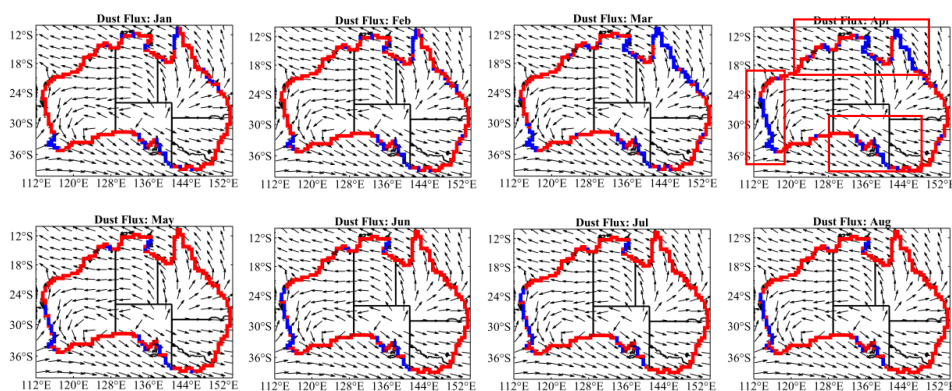 Dust Flux: Jan
Dust Flux: Feb
Dust Flux: Mar
Dust Flux: Apr
12°S
18°S
24°S
30°S
36°S
112°E 120°E 128°E 136°E 144°E 152°E
12°S
18°S
24°S
30°S
36°S
112°E 120°E 128°E 136°E 144°E 152°E
12°S
18°S
24°S
30°S
36°S
112°E 120°E 128°E 136°E 144°E 152°E
12°S
18°S
24°S
30°S
36°S
112°E 120°E 128°E 136°E 144°E 152°E
Dust Flux: May
Dust Flux: Jun
Dust Flux: Jul
Dust Flux: Aug
12°S
18°S
24°S
30°S
36°S
112°E 120°E 128°E 136°E 144°E 152°E
12°S
18°S
24°S
30°S
36°S
112°E 120°E 128°E 136°E 144°E 152°E
12°S
18°S
24°S
30°S
36°S
112°E 120°E 128°E 136°E 144°E 152°E
12°S
18°S
24°S
30°S
36°S
112°E 120°E 128°E 136°E 144°E 152°E